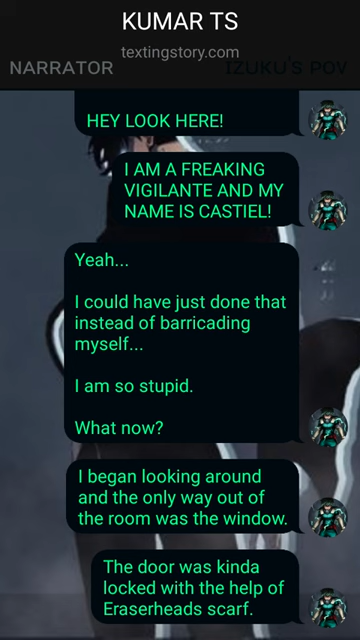 KUMAR TS
textingstory.com
NARRATOR
IZUKU'S POV
HEY LOOK HERE!
I AM A FREAKING
VIGILANTE AND MY
NAME IS CASTIEL!
Yeah...
I could have just done that
instead of barricading
myself...
I am so stupid.
What now?
I began looking around
and the only way out of
the room was the window.
The door was kinda
locked with the help of
Eraserheads scarf.